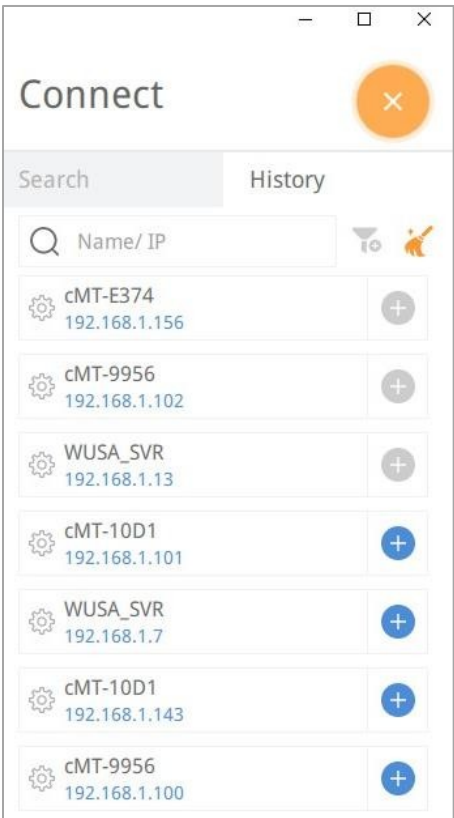 Connect
Search
History
Name/ IP
cMT-E374
192.168.1.156
cMT-9956
192.168.1.102
WUSA_SVR
192.168.1.13
cMT-10D1
192.168.1.101
WUSA_SVR
192.168.1.7
cMT-10D1
192.168.1.143
cMT-9956
192.168.1.100